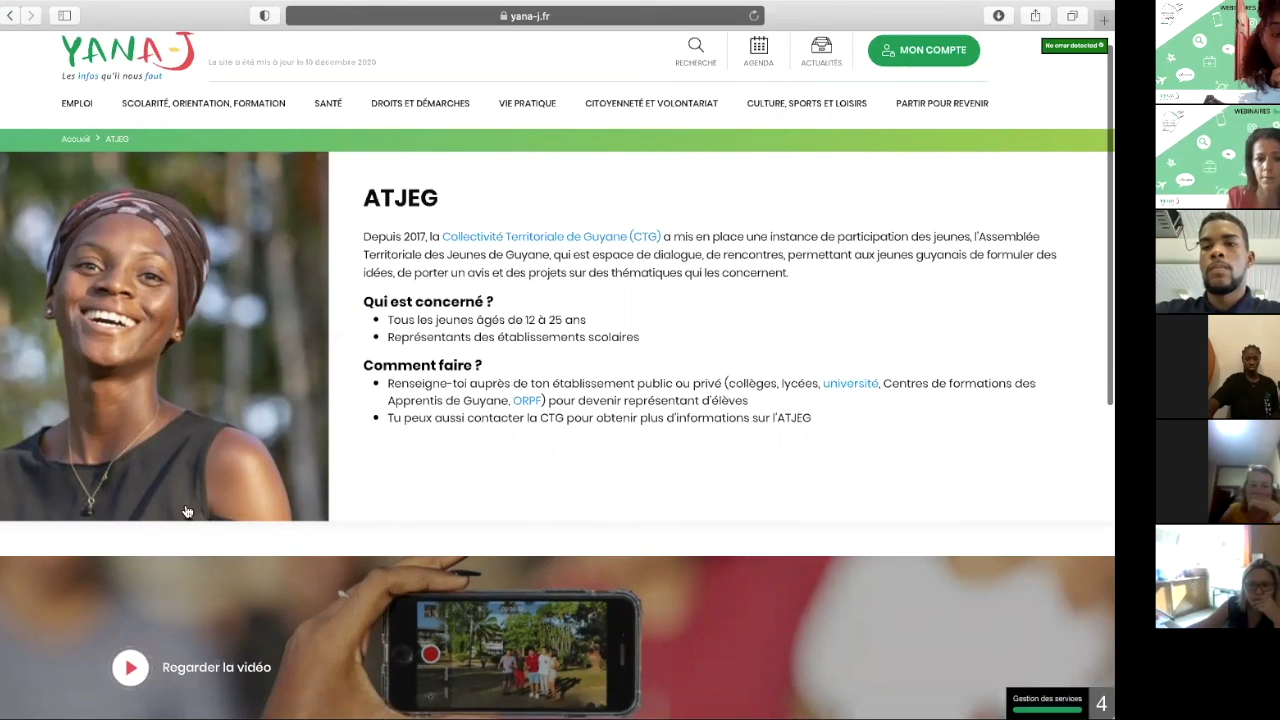 yana-j.fr
YANA-J
Les infos qu'il nous faut
Le site a été mis à jour le 10 décembre 2020
RECHERCHE
AGENDA
ACTUALITÉS
MON COMPTE
No error detected
EMPLOI
SCOLARITÉ, ORIENTATION, FORMATION
SANTÉ
DROITS ET DÉMARCHES
VIE PRATIQUE
CITOYENNETÉ ET VOLONTARIAT
CULTURE, SPORTS ET LOISIRS
PARTIR POUR REVENIR
Accueil > ATJEG
ATJEG
Depuis 2017, la Collectivité Territoriale de Guyane (CTG) a mis en place une instance de participation des jeunes, l'Assemblée
Territoriale des Jeunes de Guyane, qui est espace de dialogue, de rencontres, permettant aux jeunes guyanais de formuler des
idées, de porter un avis et des projets sur des thématiques qui les concernent.
Qui est concerné ?
Tous les jeunes âgés de 12 à 25 ans
Représentants des établissements scolaires
Comment faire ?
Renseigne-toi auprès de ton établissement public ou privé (collèges, lycées, université, Centres de formations des
Apprentis de Guyane, ORPF) pour devenir représentant d'élèves
Tu peux aussi contacter la CTG pour obtenir plus d'informations sur l'ATJEG
Regarder la vidéo
Gestion des services
4
WEBINAIRES